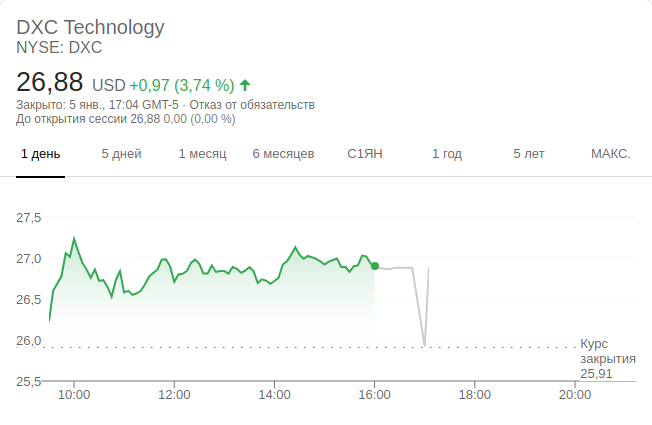 DXC Technology
NYSE: DXC
26,88 USD +0,97 (3,74 %)
Закрыто: 5 янв., 17:04 GMT-5 · Отказ от обязательств
До открытия сессии 26,88 0,00 (0,00 %)
1 день 5 дней 1 месяц 6 месяцев С1ЯН 1 год 5 лет МАКС.
27,5
27,0
26,5
26,0
25,5
Курс
закрытия
25,91
10:00 12:00 14:00 16:00 18:00 20:00